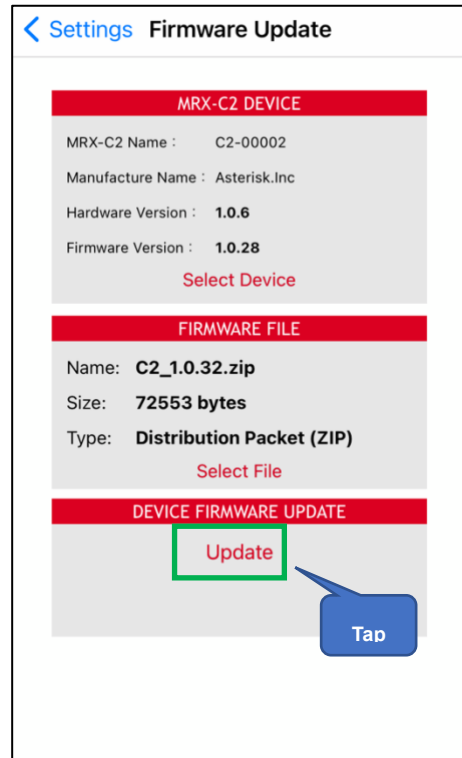 Settings Firmware Update
MRX-C2 DEVICE
MRX-C2 Name : C2-00002
Manufacture Name : Asterisk.Inc
Hardware Version : 1.0.6
Firmware Version : 1.0.28
Select Device
FIRMWARE FILE
Name: C2_1.0.32.zip
Size: 72553 bytes
Type: Distribution Packet (ZIP)
Select File
DEVICE FIRMWARE UPDATE
Update
Tap